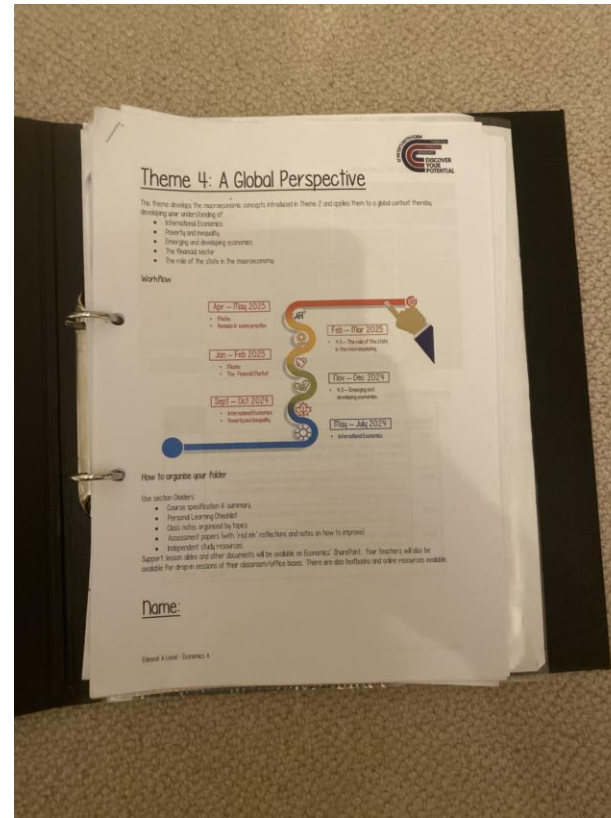 DISCOVER
YOUR
POTENTIAL
Theme 4: A Global Perspective
This theme develops the macroeconomic concepts introduced in Theme 2 and applies them to a global context thereby
developing your understanding of
• International Economics
• Poverty and inequality
• Emerging and developing economies
• The financial sector
• The role of the state in the macroeconomy
Workflow
Apr – May 2025
• Mocks
• Revision & exam practice
Feb – Mar 2025
• 4.5 – The role of the state
in the macroeconomy
Jan – Feb 2025
• Mocks
• The Financial Market
Nov – Dec 2024
• 4.3 – Emerging and
developing economies
Sept – Oct 2024
• International Economics
• Poverty and Inequality
May – July 2024
• International Economics
How to organise your folder
Use section Dividers:
• Course specification & summary
• Personal Learning Checklist
• Class notes organised by topics
• Assessment papers (with 'red ink' reflections and notes on how to improve)
• Independent study resources
Support lesson slides and other documents will be available on Economics' SharePoint. Your teachers will also be
available for drop-in sessions at their classroom/office bases. There are also textbooks and online resources available.
Name:
Edexcel A Level - Economics A